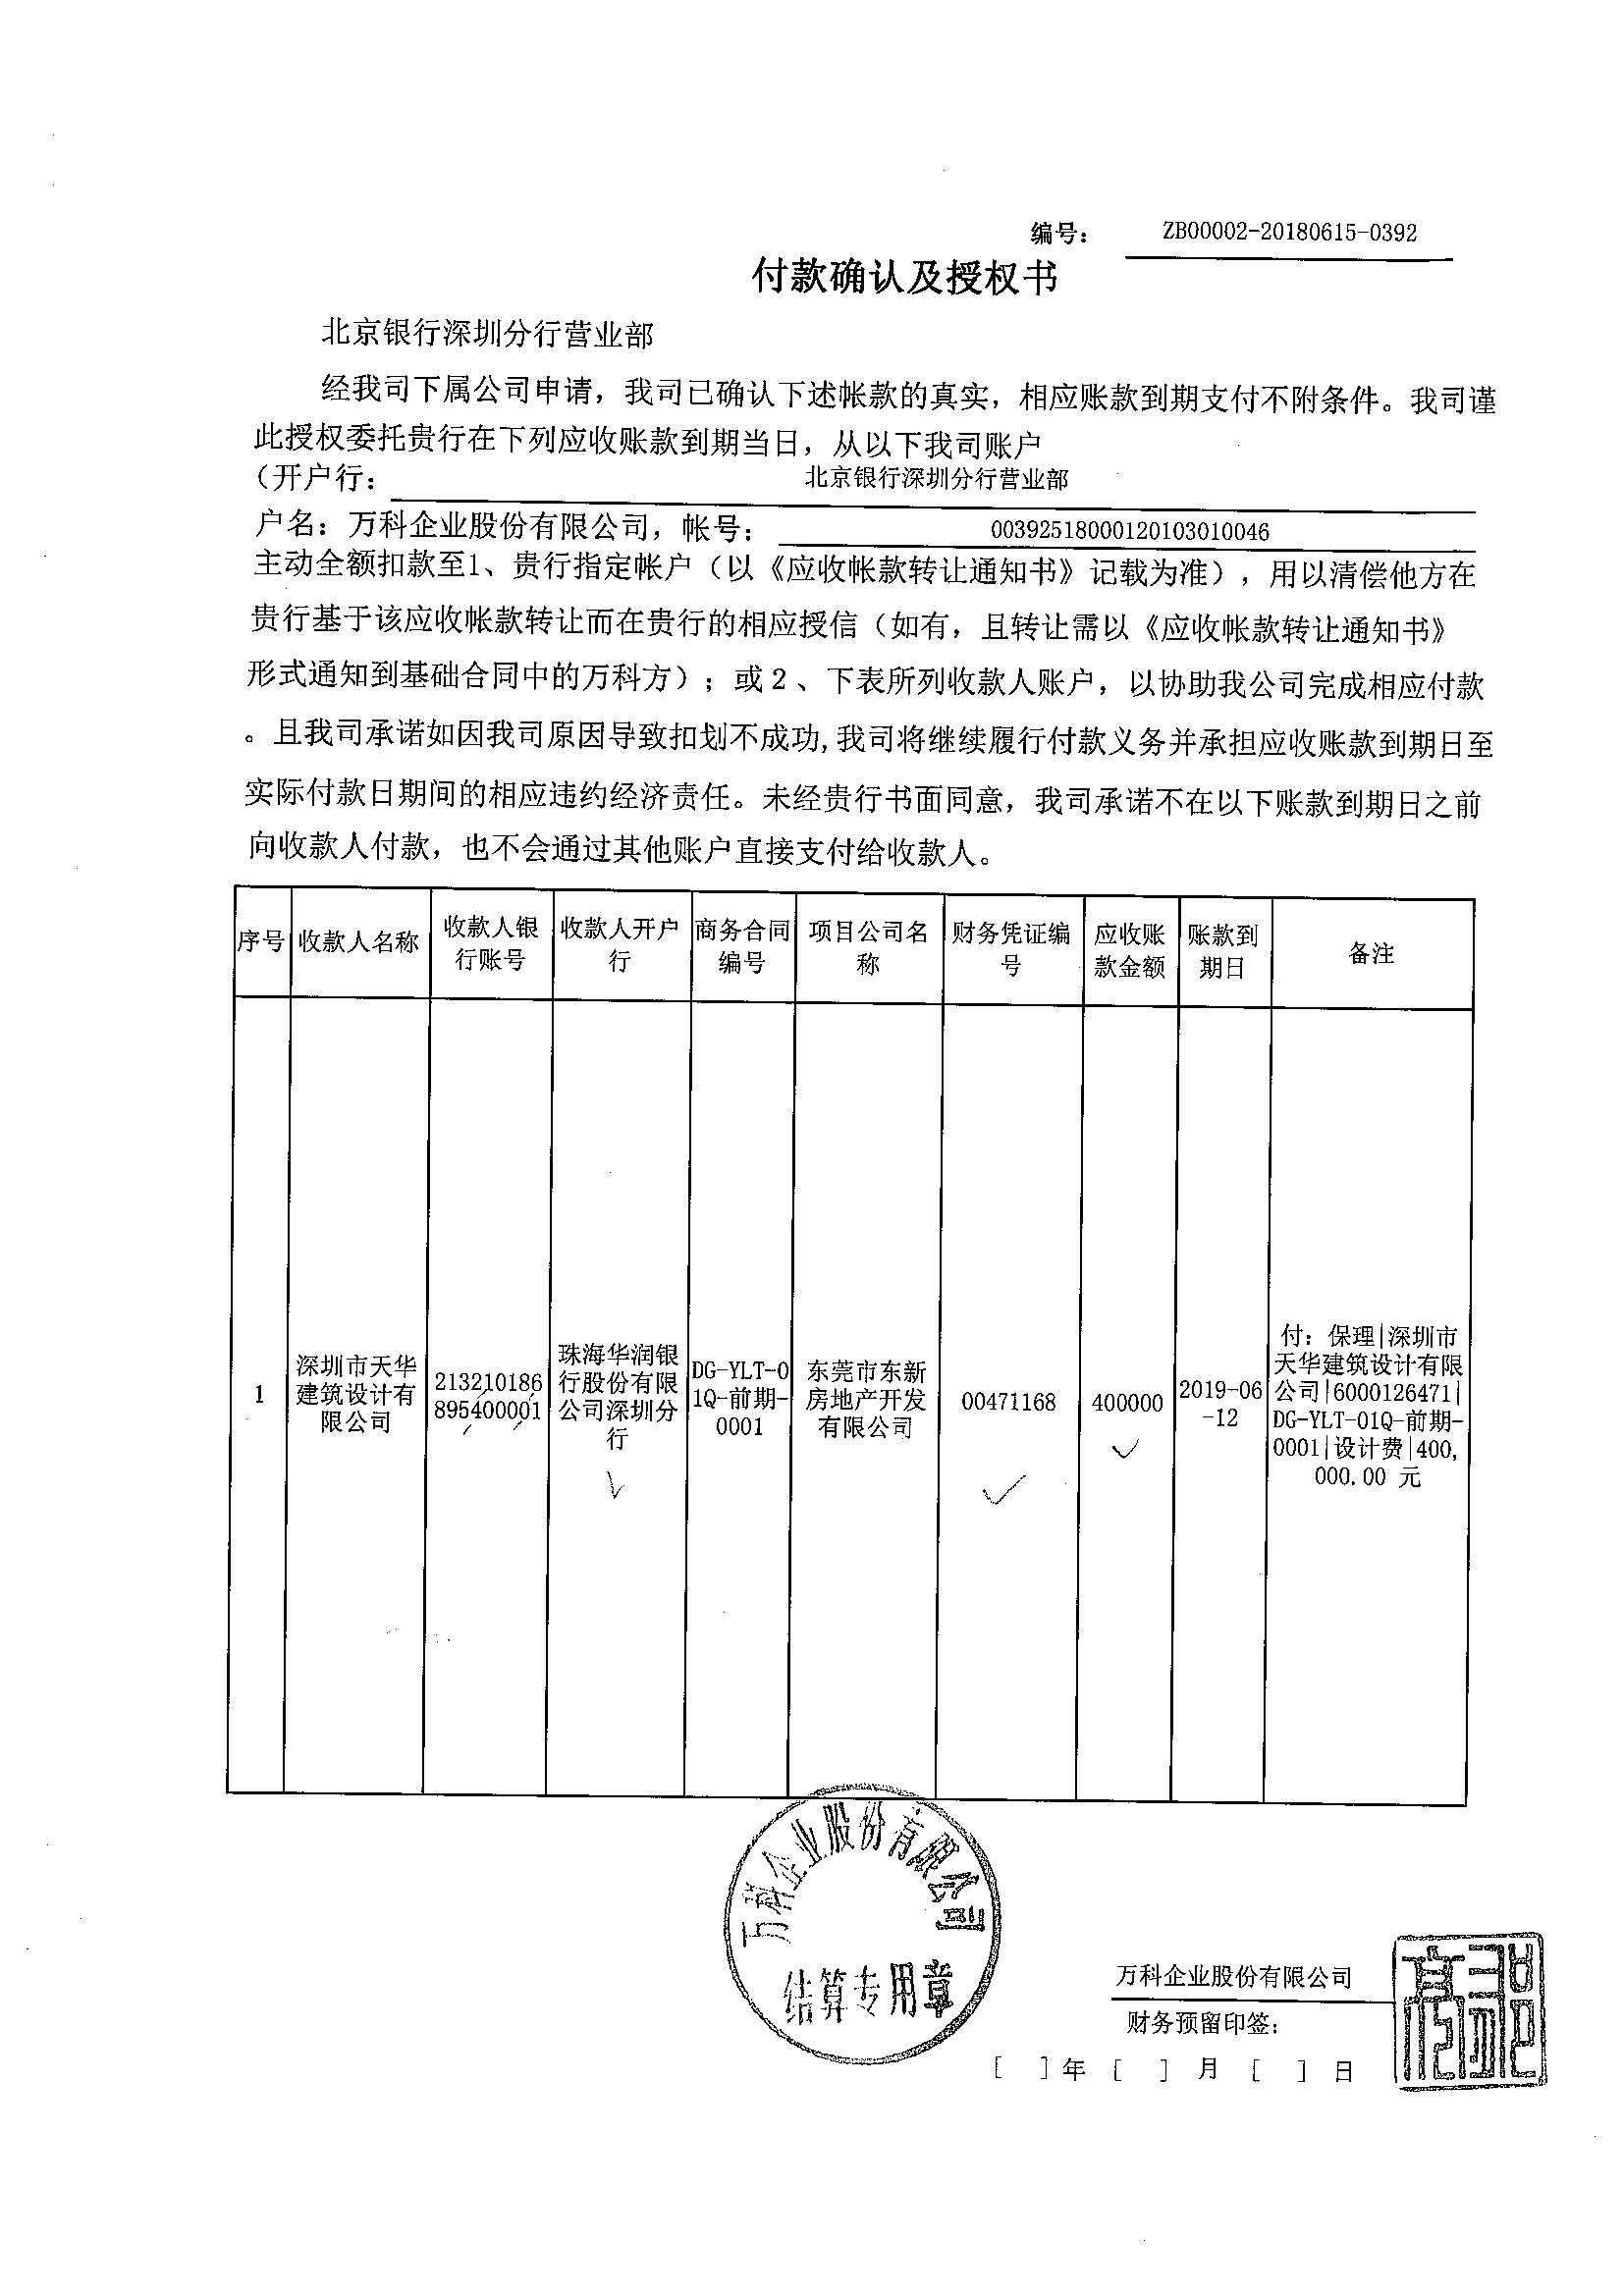 编号： ZB00002-20180615-0392
付款确认及授权书
北京银行深圳分行营业部
经我司下属公司申请，我司已确认下述帐款的真实，相应账款到期支付不附条件。我司谨
此授权委托贵行在下列应收账款到期当日，从以下我司账户
（开户行： 北京银行深圳分行营业部
户名：万科企业股份有限公司，帐号： 00392518000120103010046
主动全额扣款至1、贵行指定帐户（以《应收帐款转让通知书》记载为准），用以清偿他方在
贵行基于该应收帐款转让而在贵行的相应授信（如有，且转让需以《应收帐款转让通知书》
形式通知到基础合同中的万科方）；或2、下表所列收款人账户，以协助我公司完成相应付款
。且我司承诺如因我司原因导致扣划不成功,我司将继续履行付款义务并承担应收账款到期日至
实际付款日期间的相应违约经济责任。未经贵行书面同意，我司承诺不在以下账款到期日之前
向收款人付款，也不会通过其他账户直接支付给收款人。
序号
收款人名称
收款人银
行账号
收款人开户
行
商务合同
编号
项目公司名
称
财务凭证编
号
应收账
款金额
账款到
期日
备注
1
深圳市天华
建筑设计有
限公司
213210186
895400001
珠海华润银
行股份有限
公司深圳分
行
DG-YLT-0
1Q-前期-
0001
东莞市东新
房地产开发
有限公司
00471168
400000
2019-06
-12
付：保理|深圳市
天华建筑设计有限
公司|6000126471|
DG-YLT-01Q-前期-
0001|设计费|400,
000.00 元
万科企业股份有限公司
结算专用章
万科企业股份有限公司
财务预留印签：
[ ]年 [ ] 月 [ ] 日